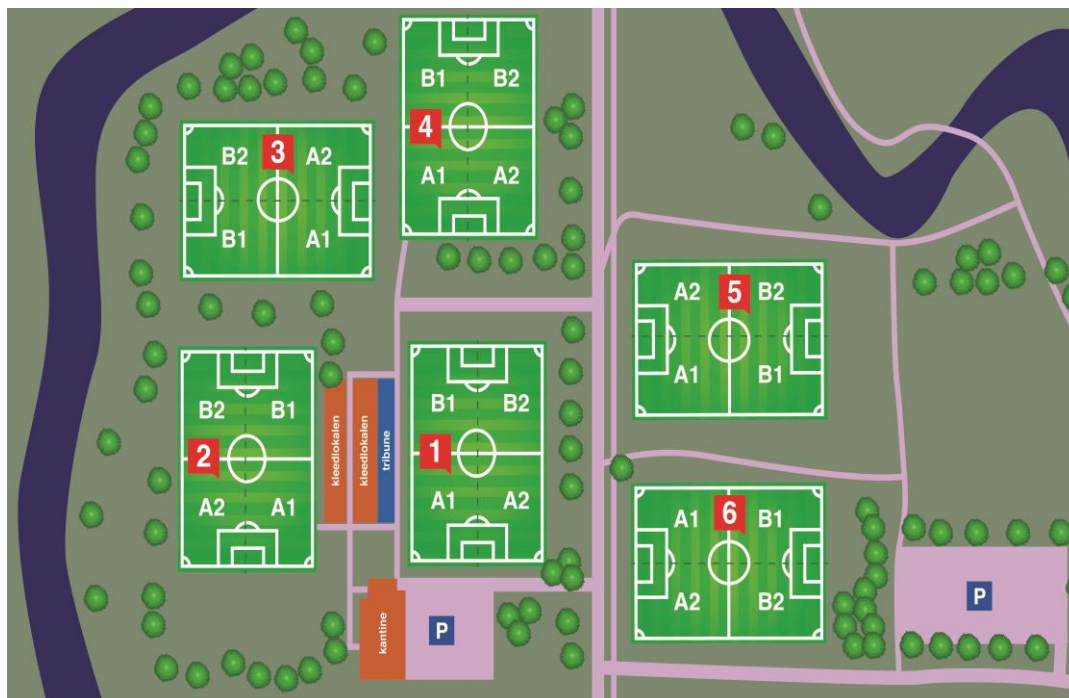 B1 B2
4
A1 A2
B2 3 A2
B1 A1
A2 5 B2
A1 B1
B2 B1
2
A2 A1
kleedlokalen
kleedlokalen
tribune
B1 B2
1
A1 A2
A1 6 B1
A2 B2
kantine
P
P